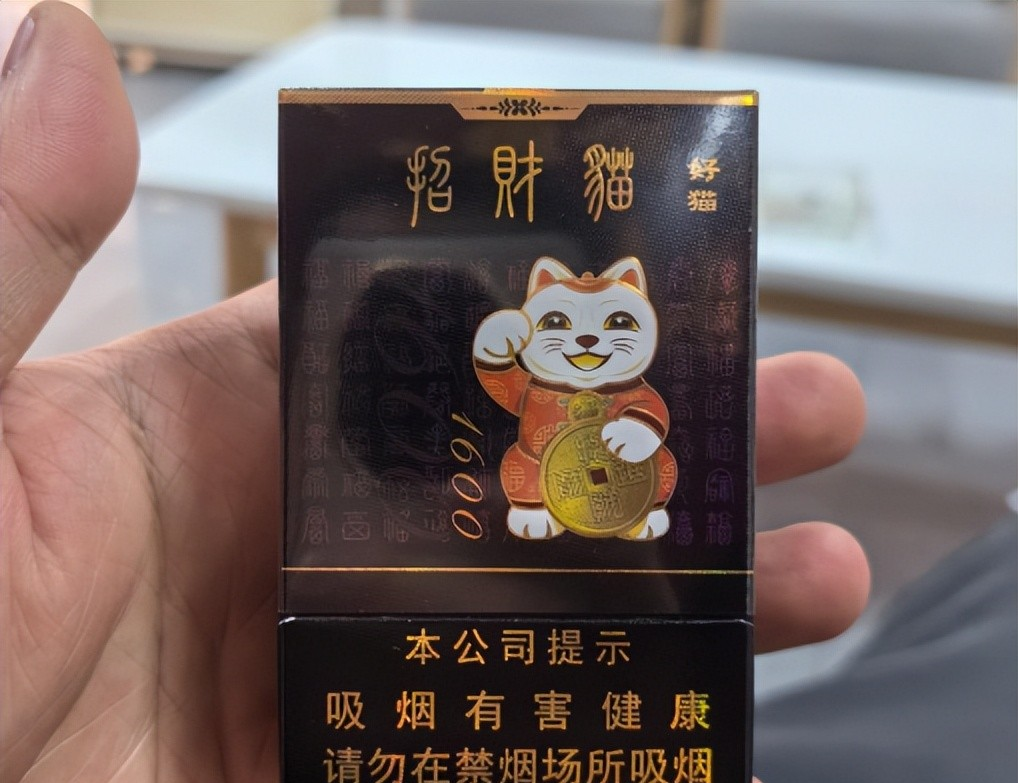 招財貓
好猫
1600
本公司提示
吸烟有害健康
请勿在禁烟场所吸烟